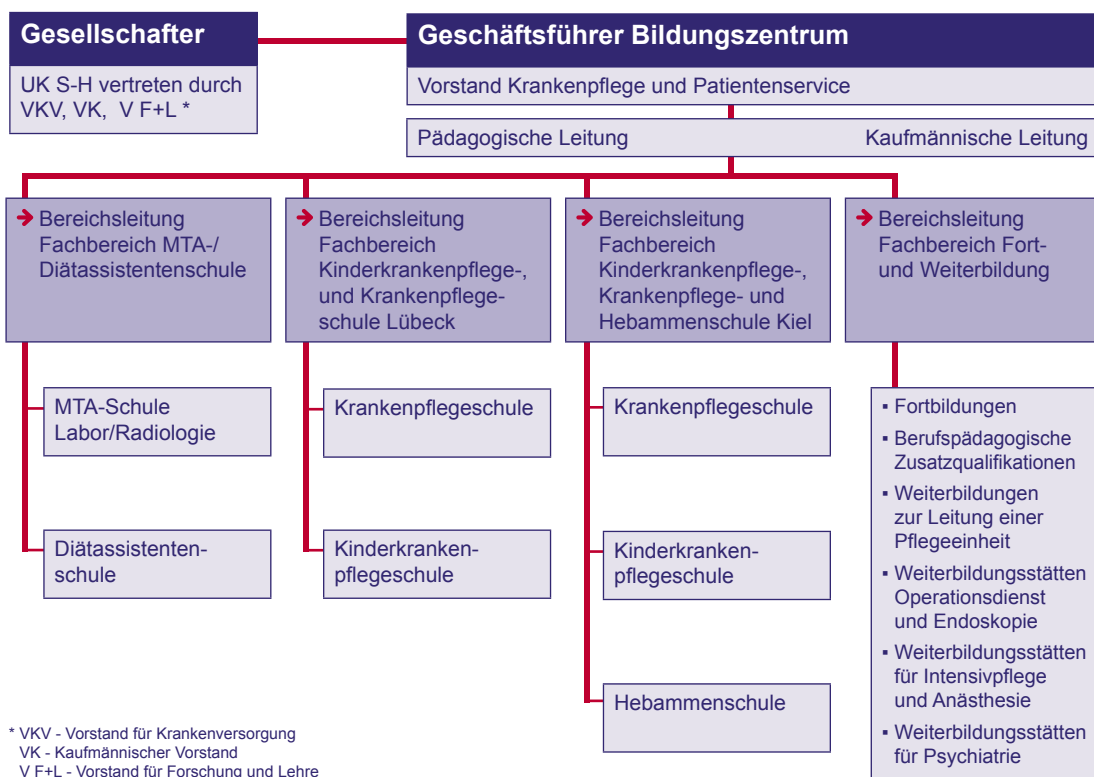 Gesellschafter
UK S-H vertreten durch
VKV, VK, V F+L *
Geschäftsführer Bildungszentrum
Vorstand Krankenpflege und Patientenservice
Pädagogische Leitung
Kaufmännische Leitung
➔ Bereichsleitung
Fachbereich MTA-/
Diätassistentenschule
MTA-Schule
Labor/Radiologie
Diätassistenten-
schule
➔ Bereichsleitung
Fachbereich
Kinderkrankenpflege-,
und Krankenpflege-
schule Lübeck
Krankenpflegeschule
Kinderkranken-
pflegeschule
➔ Bereichsleitung
Fachbereich
Kinderkrankenpflege-,
Krankenpflege- und
Hebammenschule Kiel
Krankenpflegeschule
Kinderkranken-
pflegeschule
Hebammenschule
➔ Bereichsleitung
Fachbereich Fort-
und Weiterbildung
▪ Fortbildungen
▪ Berufspädagogische
Zusatzqualifikationen
▪ Weiterbildungen
zur Leitung einer
Pflegeeinheit
▪ Weiterbildungsstätten
Operationsdienst
und Endoskopie
▪ Weiterbildungsstätten
für Intensivpflege
und Anästhesie
▪ Weiterbildungsstätten
für Psychiatrie
* VKV - Vorstand für Krankenversorgung
VK - Kaufmännischer Vorstand
V F+L - Vorstand für Forschung und Lehre